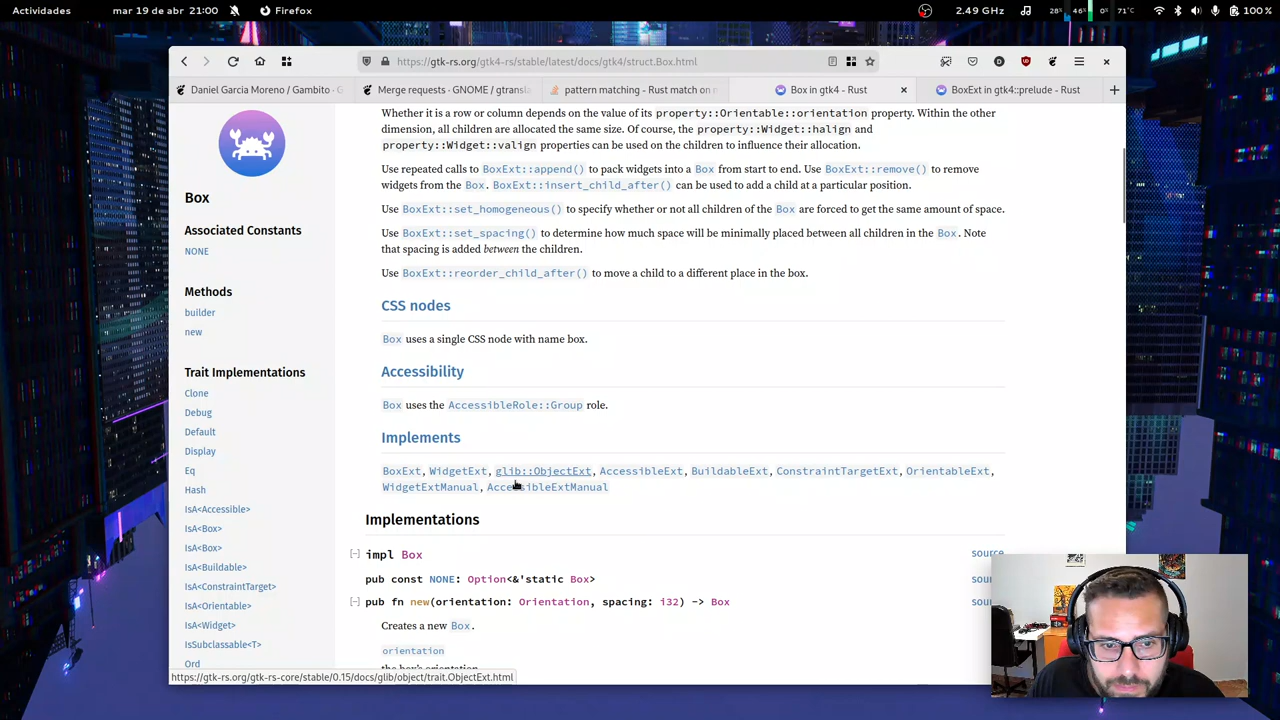 Actividades
mar 19 de abr 21:00
Firefox
2.49 GHz
28%
46%
0%
71°C
100 %
https://gtk-rs.org/gtk4-rs/stable/latest/docs/gtk4/struct.Box.html
Daniel Garcia Moreno / Gambito · G
Merge requests · GNOME / gtransla
pattern matching - Rust match on m
Box in gtk4 - Rust
BoxExt in gtk4::prelude - Rust
Box
Associated Constants
NONE
Methods
builder
new
Trait Implementations
Clone
Debug
Default
Display
Eq
Hash
IsA<Accessible>
IsA<Box>
IsA<Box>
IsA<Buildable>
IsA<ConstraintTarget>
IsA<Orientable>
IsA<Widget>
IsSubclassable<T>
Ord
Whether it is a row or column depends on the value of its property::Orientable::orientation property. Within the other
dimension, all children are allocated the same size. Of course, the property::Widget::halign and
property::Widget::valign properties can be used on the children to influence their allocation.
Use repeated calls to BoxExt::append() to pack widgets into a Box from start to end. Use BoxExt::remove() to remove
widgets from the Box. BoxExt::insert_child_after() can be used to add a child at a particular position.
Use BoxExt::set_homogeneous() to specify whether or not all children of the Box are forced to get the same amount of space.
Use BoxExt::set_spacing() to determine how much space will be minimally placed between all children in the Box. Note
that spacing is added between the children.
Use BoxExt::reorder_child_after() to move a child to a different place in the box.
CSS nodes
Box uses a single CSS node with name box.
Accessibility
Box uses the AccessibleRole::Group role.
Implements
BoxExt, WidgetExt, glib::ObjectExt, AccessibleExt, BuildableExt, ConstraintTargetExt, OrientableExt,
WidgetExtManual, AccessibleExtManual
Implementations
[−] impl Box source
pub const NONE: Option<&'static Box>
[−] pub fn new(orientation: Orientation, spacing: i32) -> Box
Creates a new Box.
orientation
the box's orientation
https://gtk-rs.org/gtk-rs-core/stable/0.15/docs/glib/object/trait.ObjectExt.html